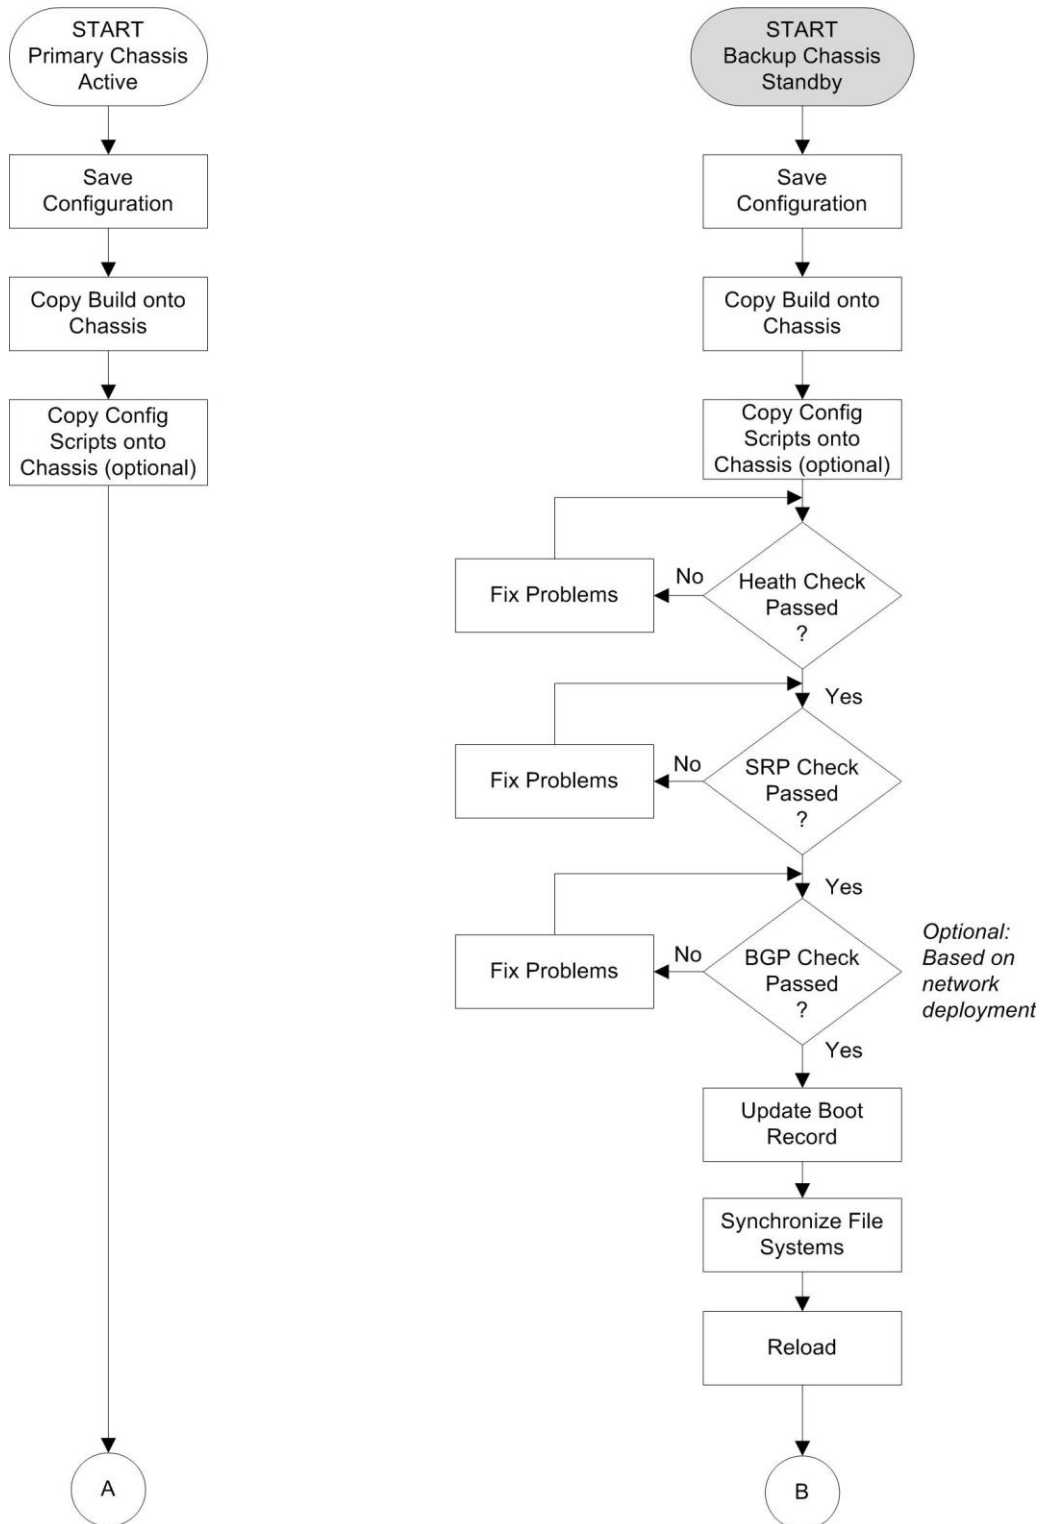 START
Primary Chassis
Active
Save
Configuration
Copy Build onto
Chassis
Copy Config
Scripts onto
Chassis (optional)
A
START
Backup Chassis
Standby
Save
Configuration
Copy Build onto
Chassis
Copy Config
Scripts onto
Chassis (optional)
Fix Problems
No
Heath Check
Passed
?
Yes
Fix Problems
No
SRP Check
Passed
?
Yes
Fix Problems
No
BGP Check
Passed
?
Optional:
Based on
network
deployment
Yes
Update Boot
Record
Synchronize File
Systems
Reload
B